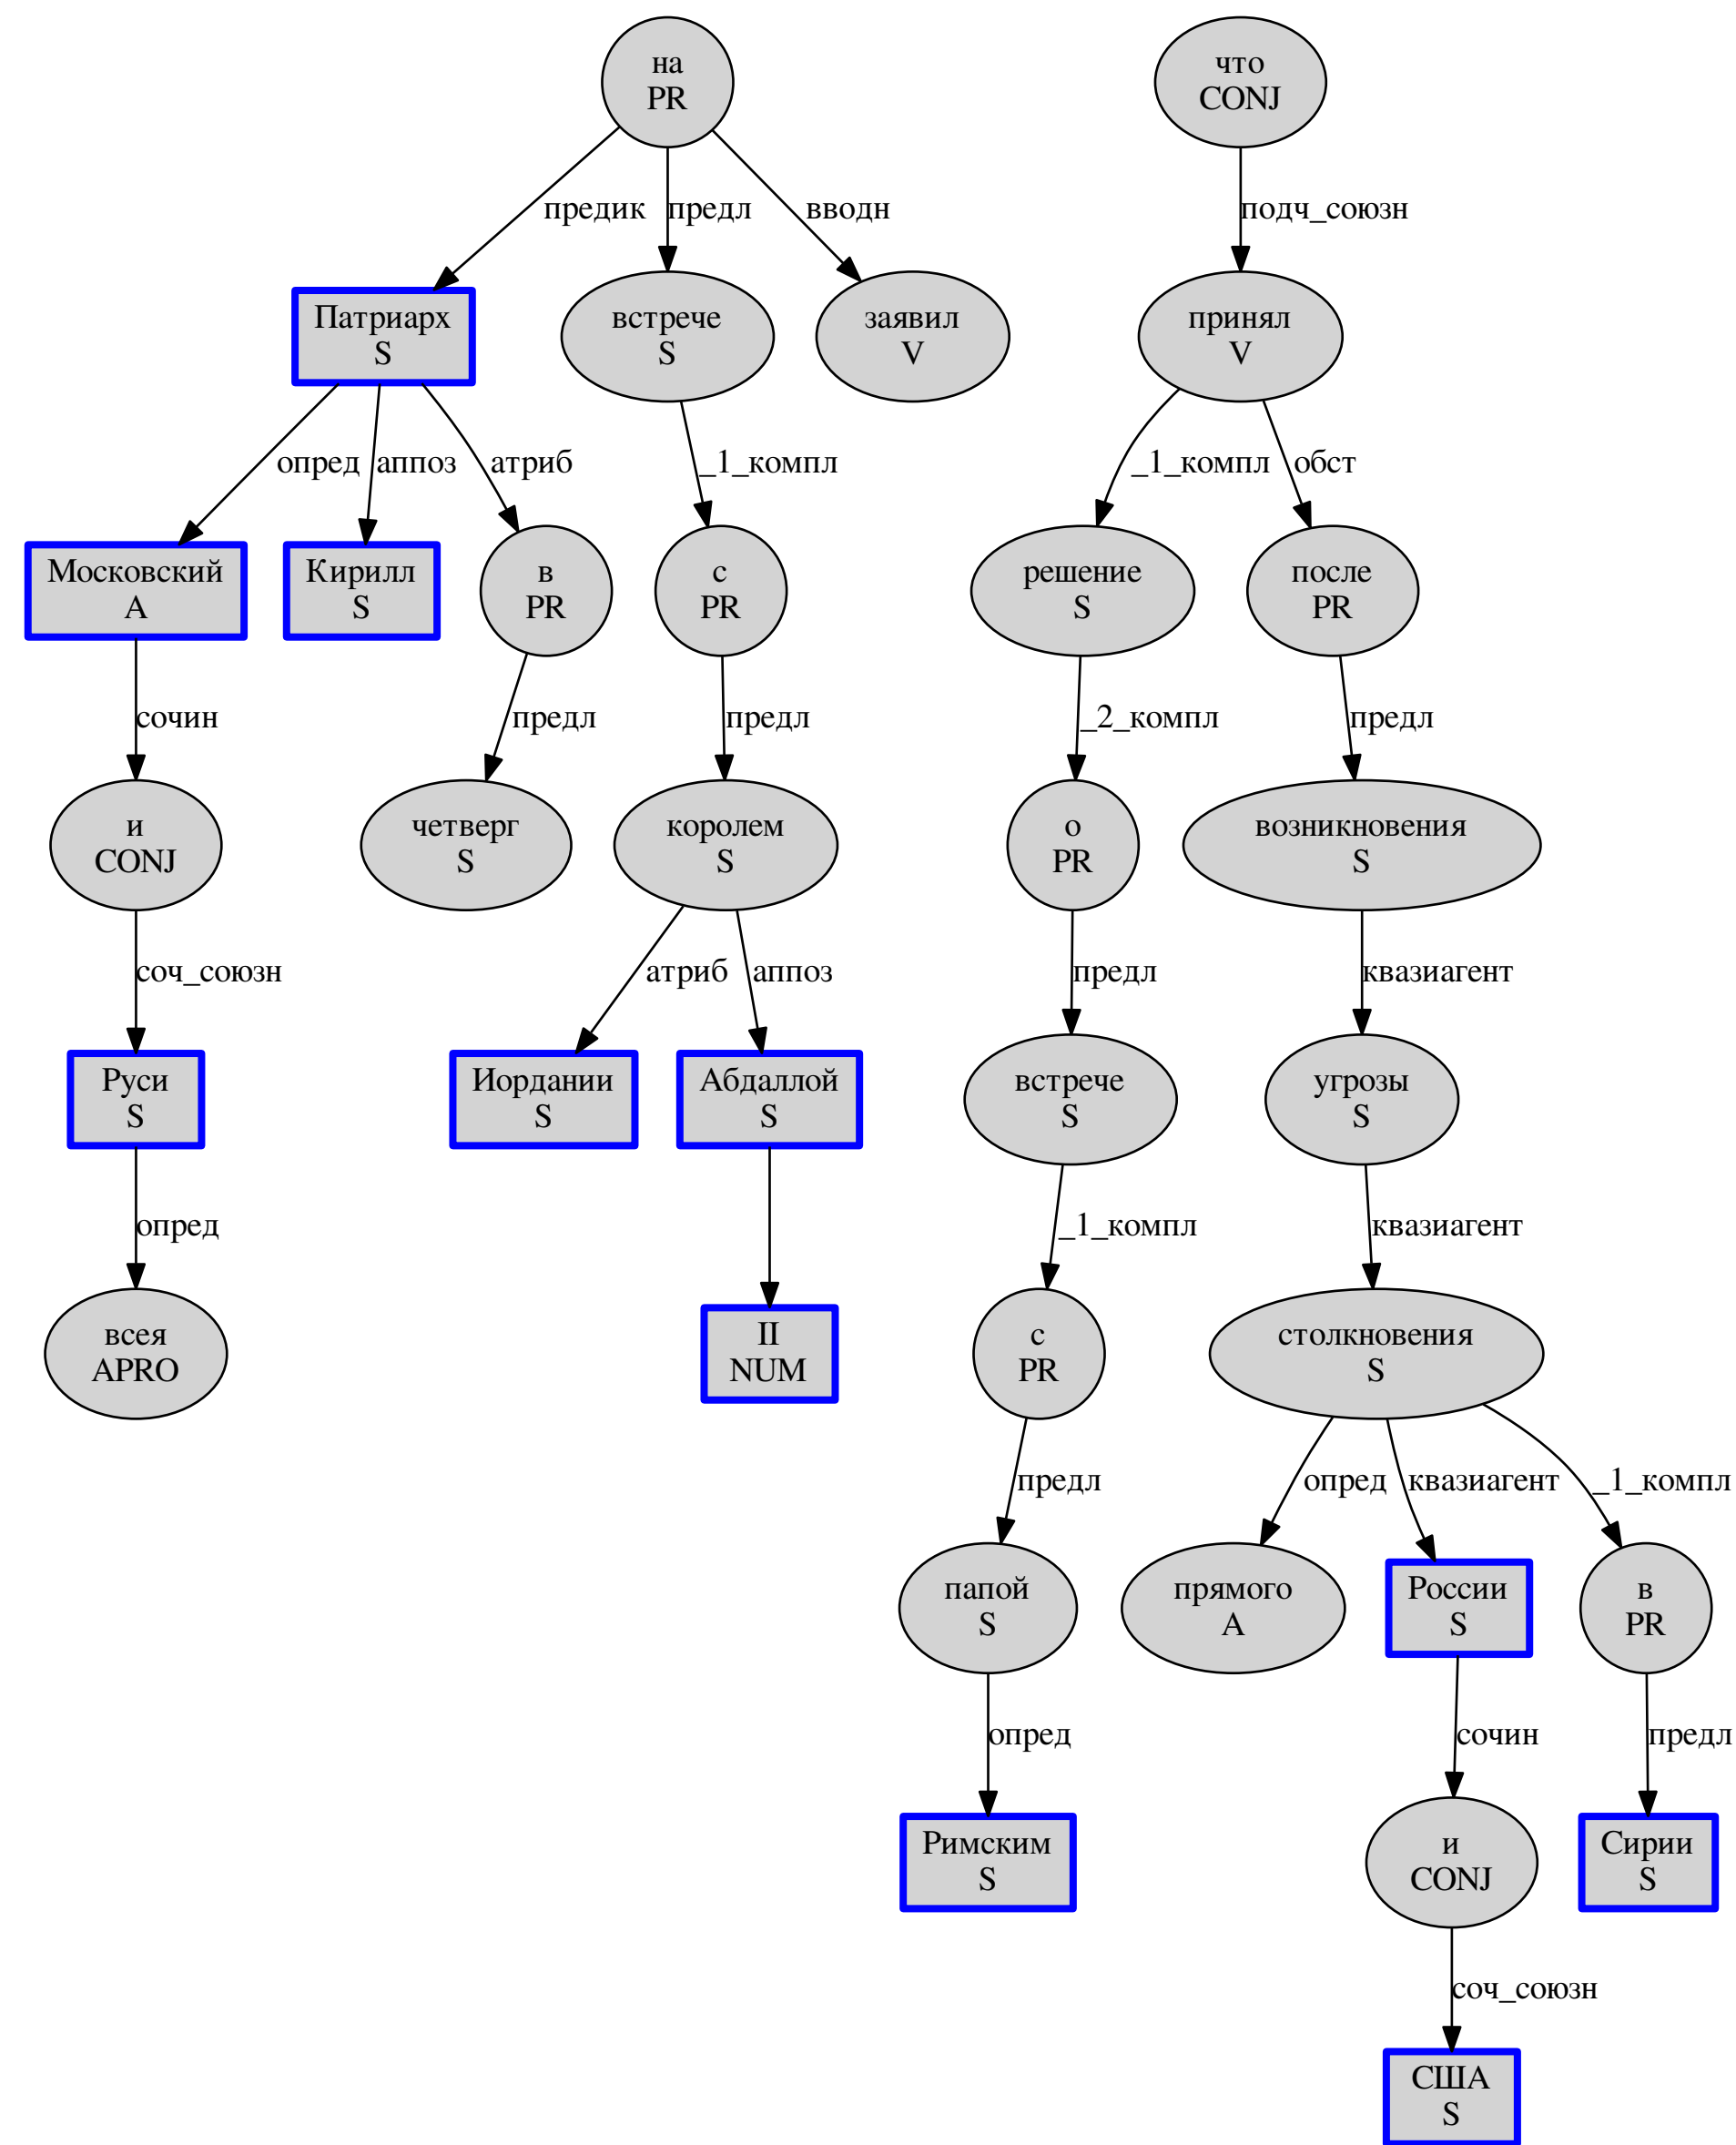 на
PR
что
CONJ
предик
предл
вводн
подч_союзн
Патриарх
S
встрече
S
заявил
V
принял
V
опред
аппоз
атриб
_1_компл
_1_компл
обст
Московский
A
Кирилл
S
в
PR
с
PR
решение
S
после
PR
сочин
предл
предл
_2_компл
предл
и
CONJ
четверг
S
королем
S
о
PR
возникновения
S
соч_союзн
атриб
аппоз
предл
квазиагент
Руси
S
Иордании
S
Абдаллой
S
встрече
S
угрозы
S
опред
_1_компл
квазиагент
всея
APRO
II
NUM
с
PR
столкновения
S
предл
опред
квазиагент
_1_компл
папой
S
прямого
A
России
S
в
PR
опред
сочин
предл
Римским
S
и
CONJ
Сирии
S
соч_союзн
США
S